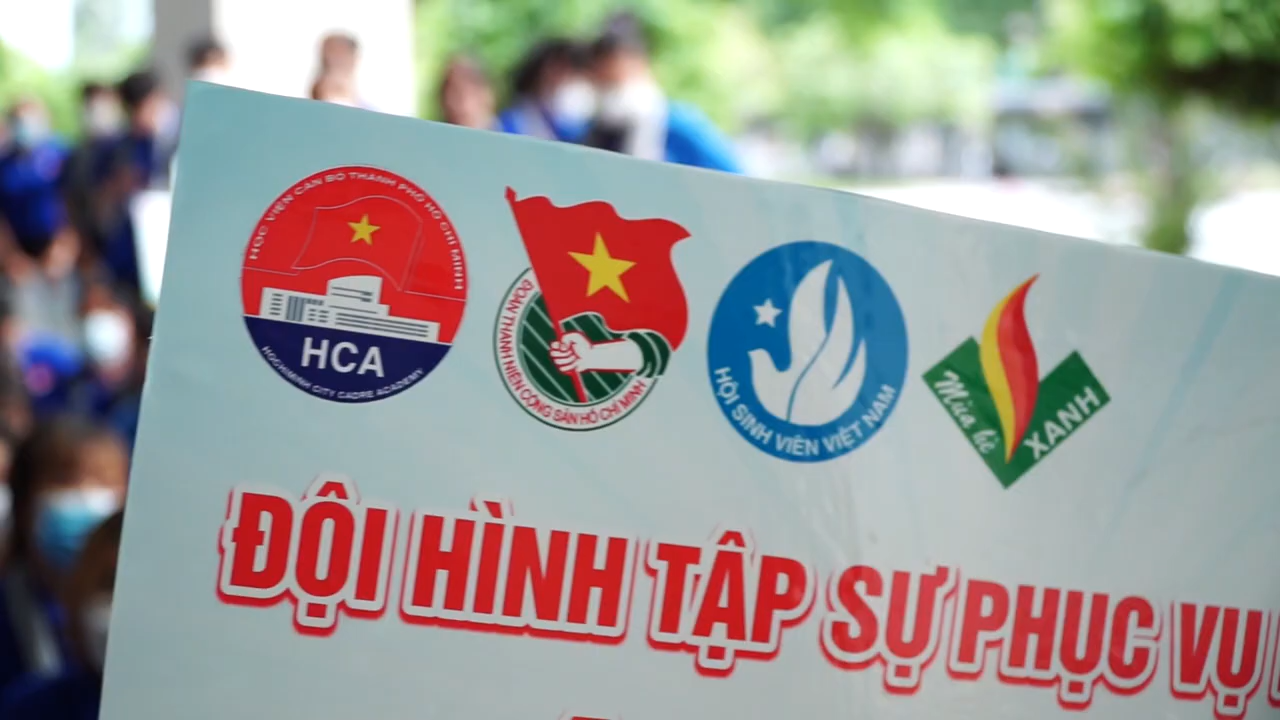 HỌC VIỆN CÁN BỘ THÀNH PHỐ HỒ CHÍ MINH
HCA
HOCHIMINH CITY CADRE ACADEMY
ĐOÀN THANH NIÊN CỘNG SẢN HỒ CHÍ MINH
HỘI SINH VIÊN VIỆT NAM
Mùa hè
XANH
ĐỘI HÌNH TẬP SỰ PHỤC VỤ